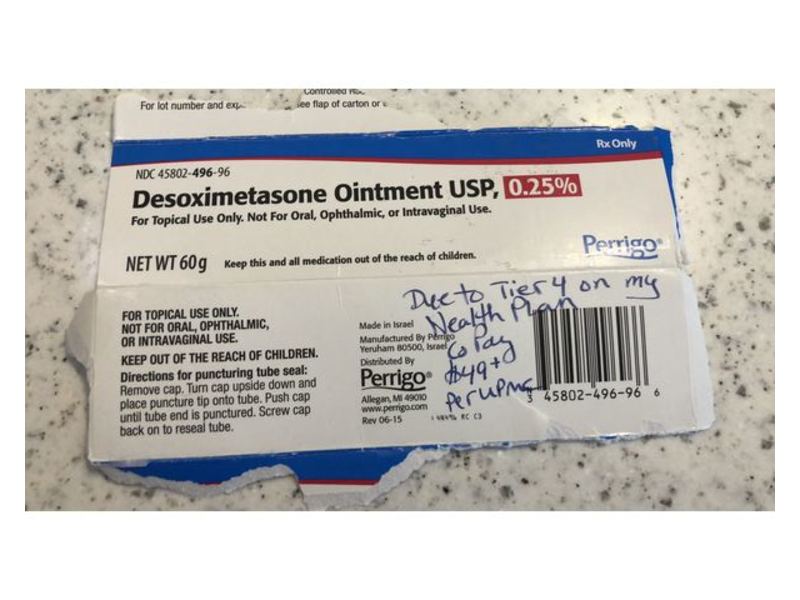 Controlled Roo
For lot number and exp
see flap of carton or
Rx Only
NDC 45802-496-96
Desoximetasone Ointment USP, 0.25%
For Topical Use Only. Not For Oral, Ophthalmic, or Intravaginal Use.
Perrigo®
NET WT 60g Keep this and all medication out of the reach of children.
FOR TOPICAL USE ONLY.
NOT FOR ORAL, OPHTHALMIC,
OR INTRAVAGINAL USE.
KEEP OUT OF THE REACH OF CHILDREN.
Directions for puncturing tube seal:
Remove cap. Turn cap upside down and
place puncture tip onto tube. Push cap
until tube end is punctured. Screw cap
back on to reseal tube.
Made in Israel
Manufactured By Perrigo
Yeruham 80500, Israel
Distributed By
Perrigo®
Allegan, MI 49010
www.perrigo.com
Rev 06-15
RC C3
Due to Tier 4 on my
Health Plan
Co Pay
$49+
per UPMC
3 45802-496-96 6